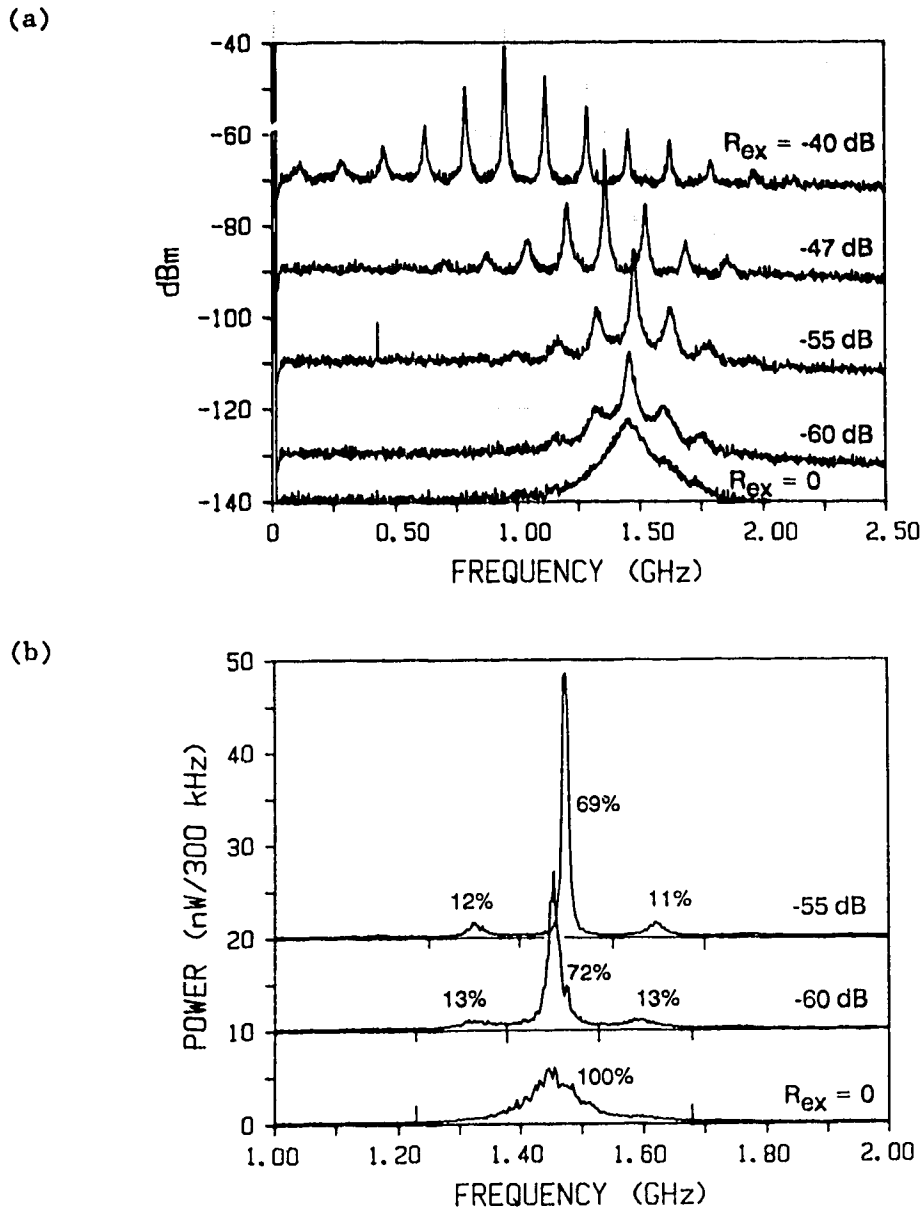 (a)
-40
-60
-80
-100
-120
-140
dBm
R_ex = -40 dB
-47 dB
-55 dB
-60 dB
R_ex = 0
0 0.50 1.00 1.50 2.00 2.50
FREQUENCY (GHz)
(b)
50
40
30
20
10
0
POWER (nW/300 kHz)
69%
12%
11%
-55 dB
72%
13%
13%
-60 dB
100%
R_ex = 0
1.00 1.20 1.40 1.60 1.80 2.00
FREQUENCY (GHz)